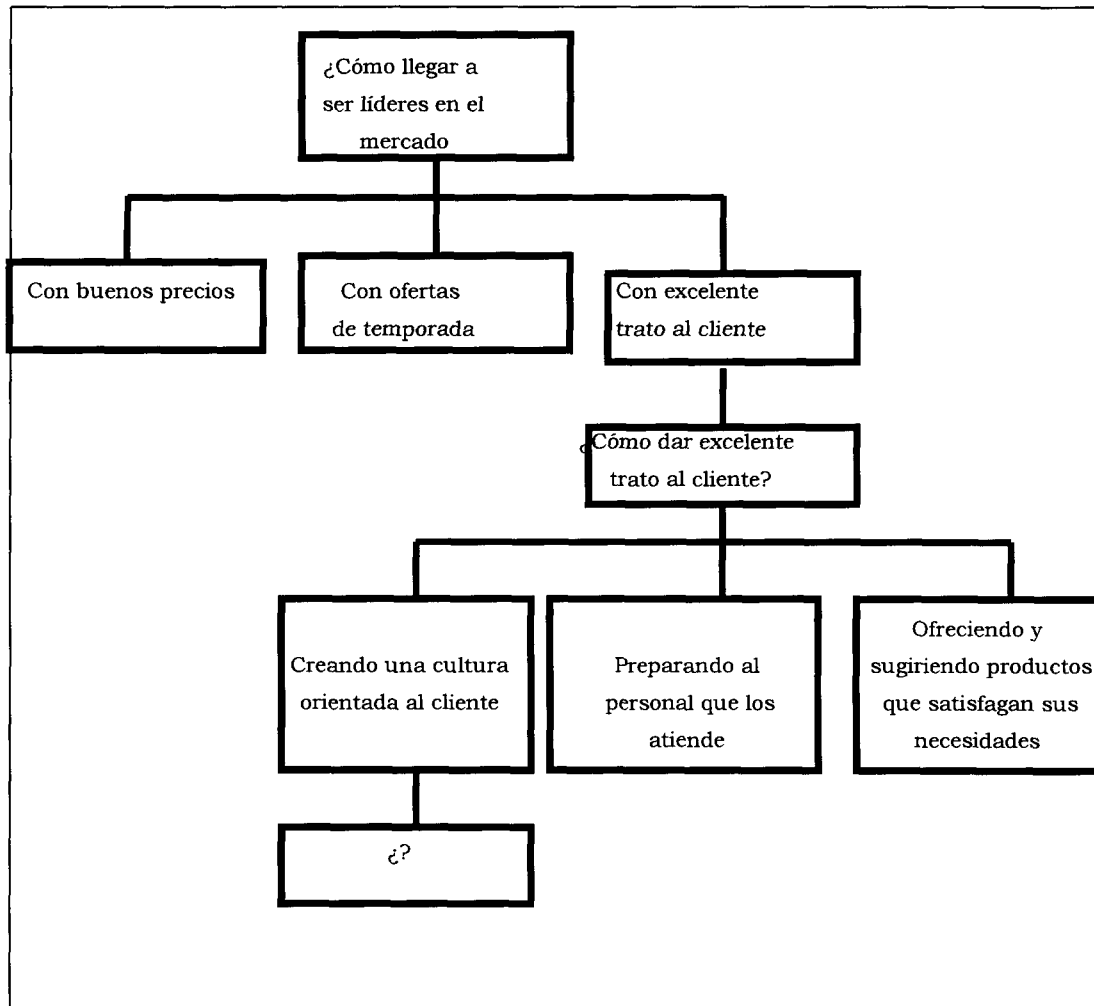 ¿Cómo llegar a
ser líderes en el
mercado
Con buenos precios
Con ofertas
de temporada
Con excelente
trato al cliente
¿Cómo dar excelente
trato al cliente?
Creando una cultura
orientada al cliente
Preparando al
personal que los
atiende
Ofreciendo y
sugiriendo productos
que satisfagan sus
necesidades
¿?